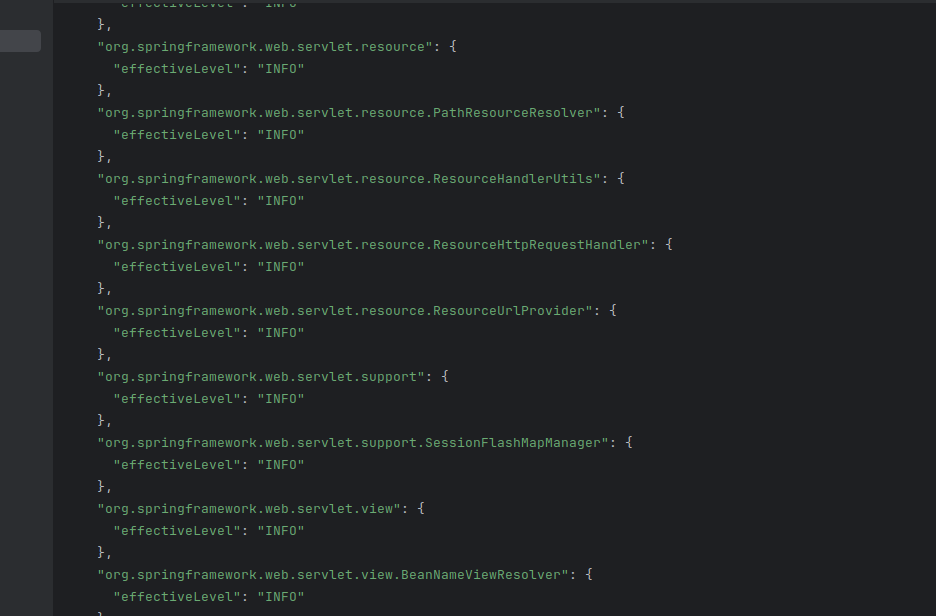 "effectiveLevel": "INFO"
},
"org.springframework.web.servlet.resource": {
"effectiveLevel": "INFO"
},
"org.springframework.web.servlet.resource.PathResourceResolver": {
"effectiveLevel": "INFO"
},
"org.springframework.web.servlet.resource.ResourceHandlerUtils": {
"effectiveLevel": "INFO"
},
"org.springframework.web.servlet.resource.ResourceHttpRequestHandler": {
"effectiveLevel": "INFO"
},
"org.springframework.web.servlet.resource.ResourceUrlProvider": {
"effectiveLevel": "INFO"
},
"org.springframework.web.servlet.support": {
"effectiveLevel": "INFO"
},
"org.springframework.web.servlet.support.SessionFlashMapManager": {
"effectiveLevel": "INFO"
},
"org.springframework.web.servlet.view": {
"effectiveLevel": "INFO"
},
"org.springframework.web.servlet.view.BeanNameViewResolver": {
"effectiveLevel": "INFO"
}